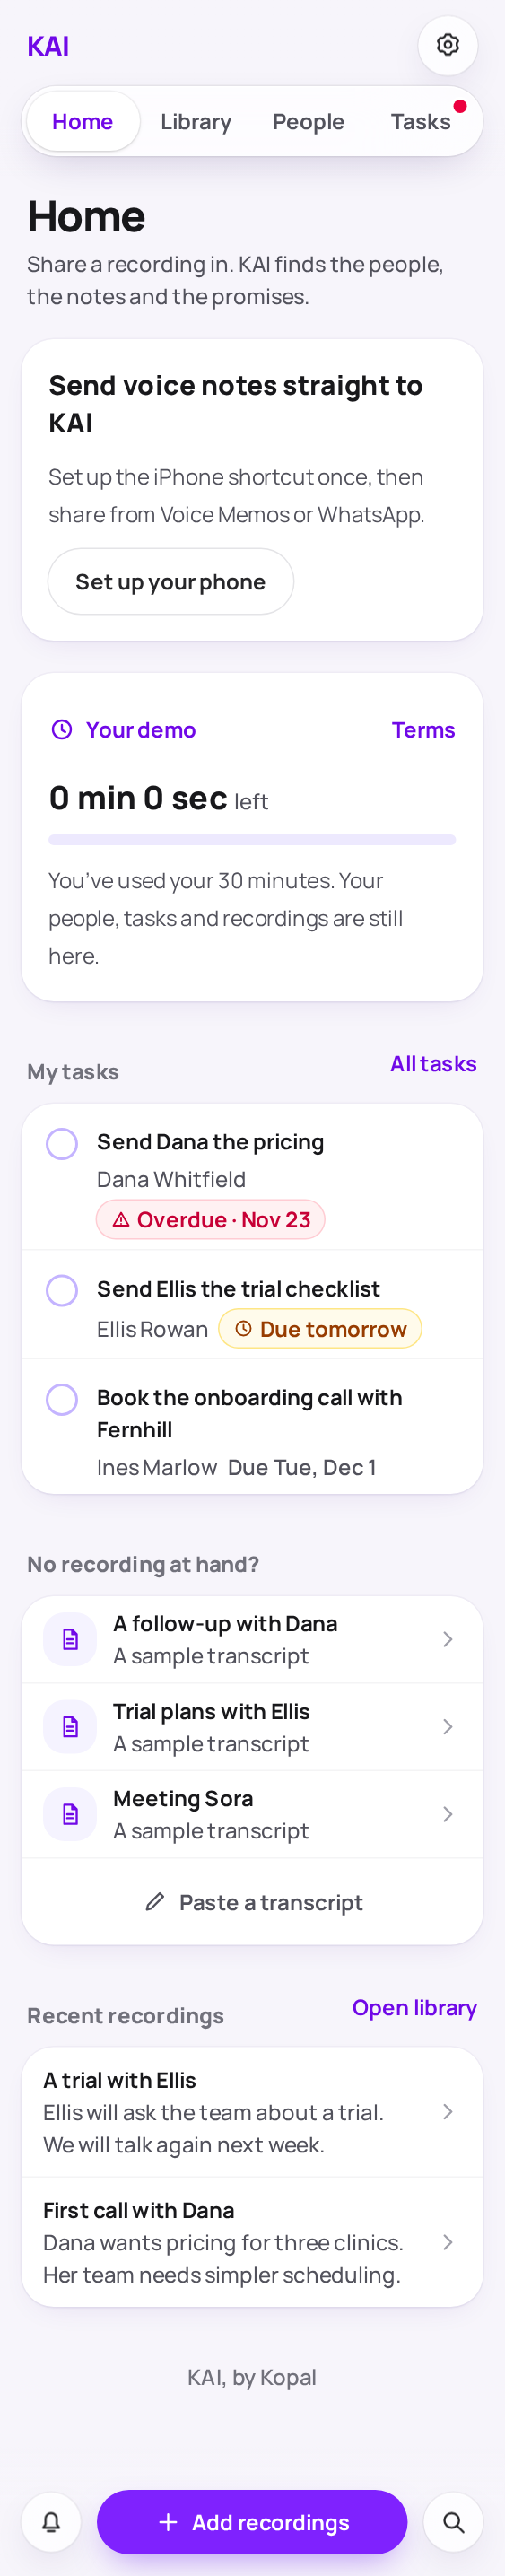 KAI
Home
Library
People
Tasks
Home
Share a recording in. KAI finds the people,
the notes and the promises.
Send voice notes straight to
KAI
Set up the iPhone shortcut once, then
share from Voice Memos or WhatsApp.
Set up your phone
Your demo
Terms
0 min 0 sec left
You’ve used your 30 minutes. Your
people, tasks and recordings are still
here.
My tasks
All tasks
Send Dana the pricing
Dana Whitfield
Overdue · Nov 23
Send Ellis the trial checklist
Ellis Rowan Due tomorrow
Book the onboarding call with
Fernhill
Ines Marlow Due Tue, Dec 1
No recording at hand?
A follow-up with Dana
A sample transcript
Trial plans with Ellis
A sample transcript
Meeting Sora
A sample transcript
Paste a transcript
Recent recordings
Open library
A trial with Ellis
Ellis will ask the team about a trial.
We will talk again next week.
First call with Dana
Dana wants pricing for three clinics.
Her team needs simpler scheduling.
KAI, by Kopal
Add recordings